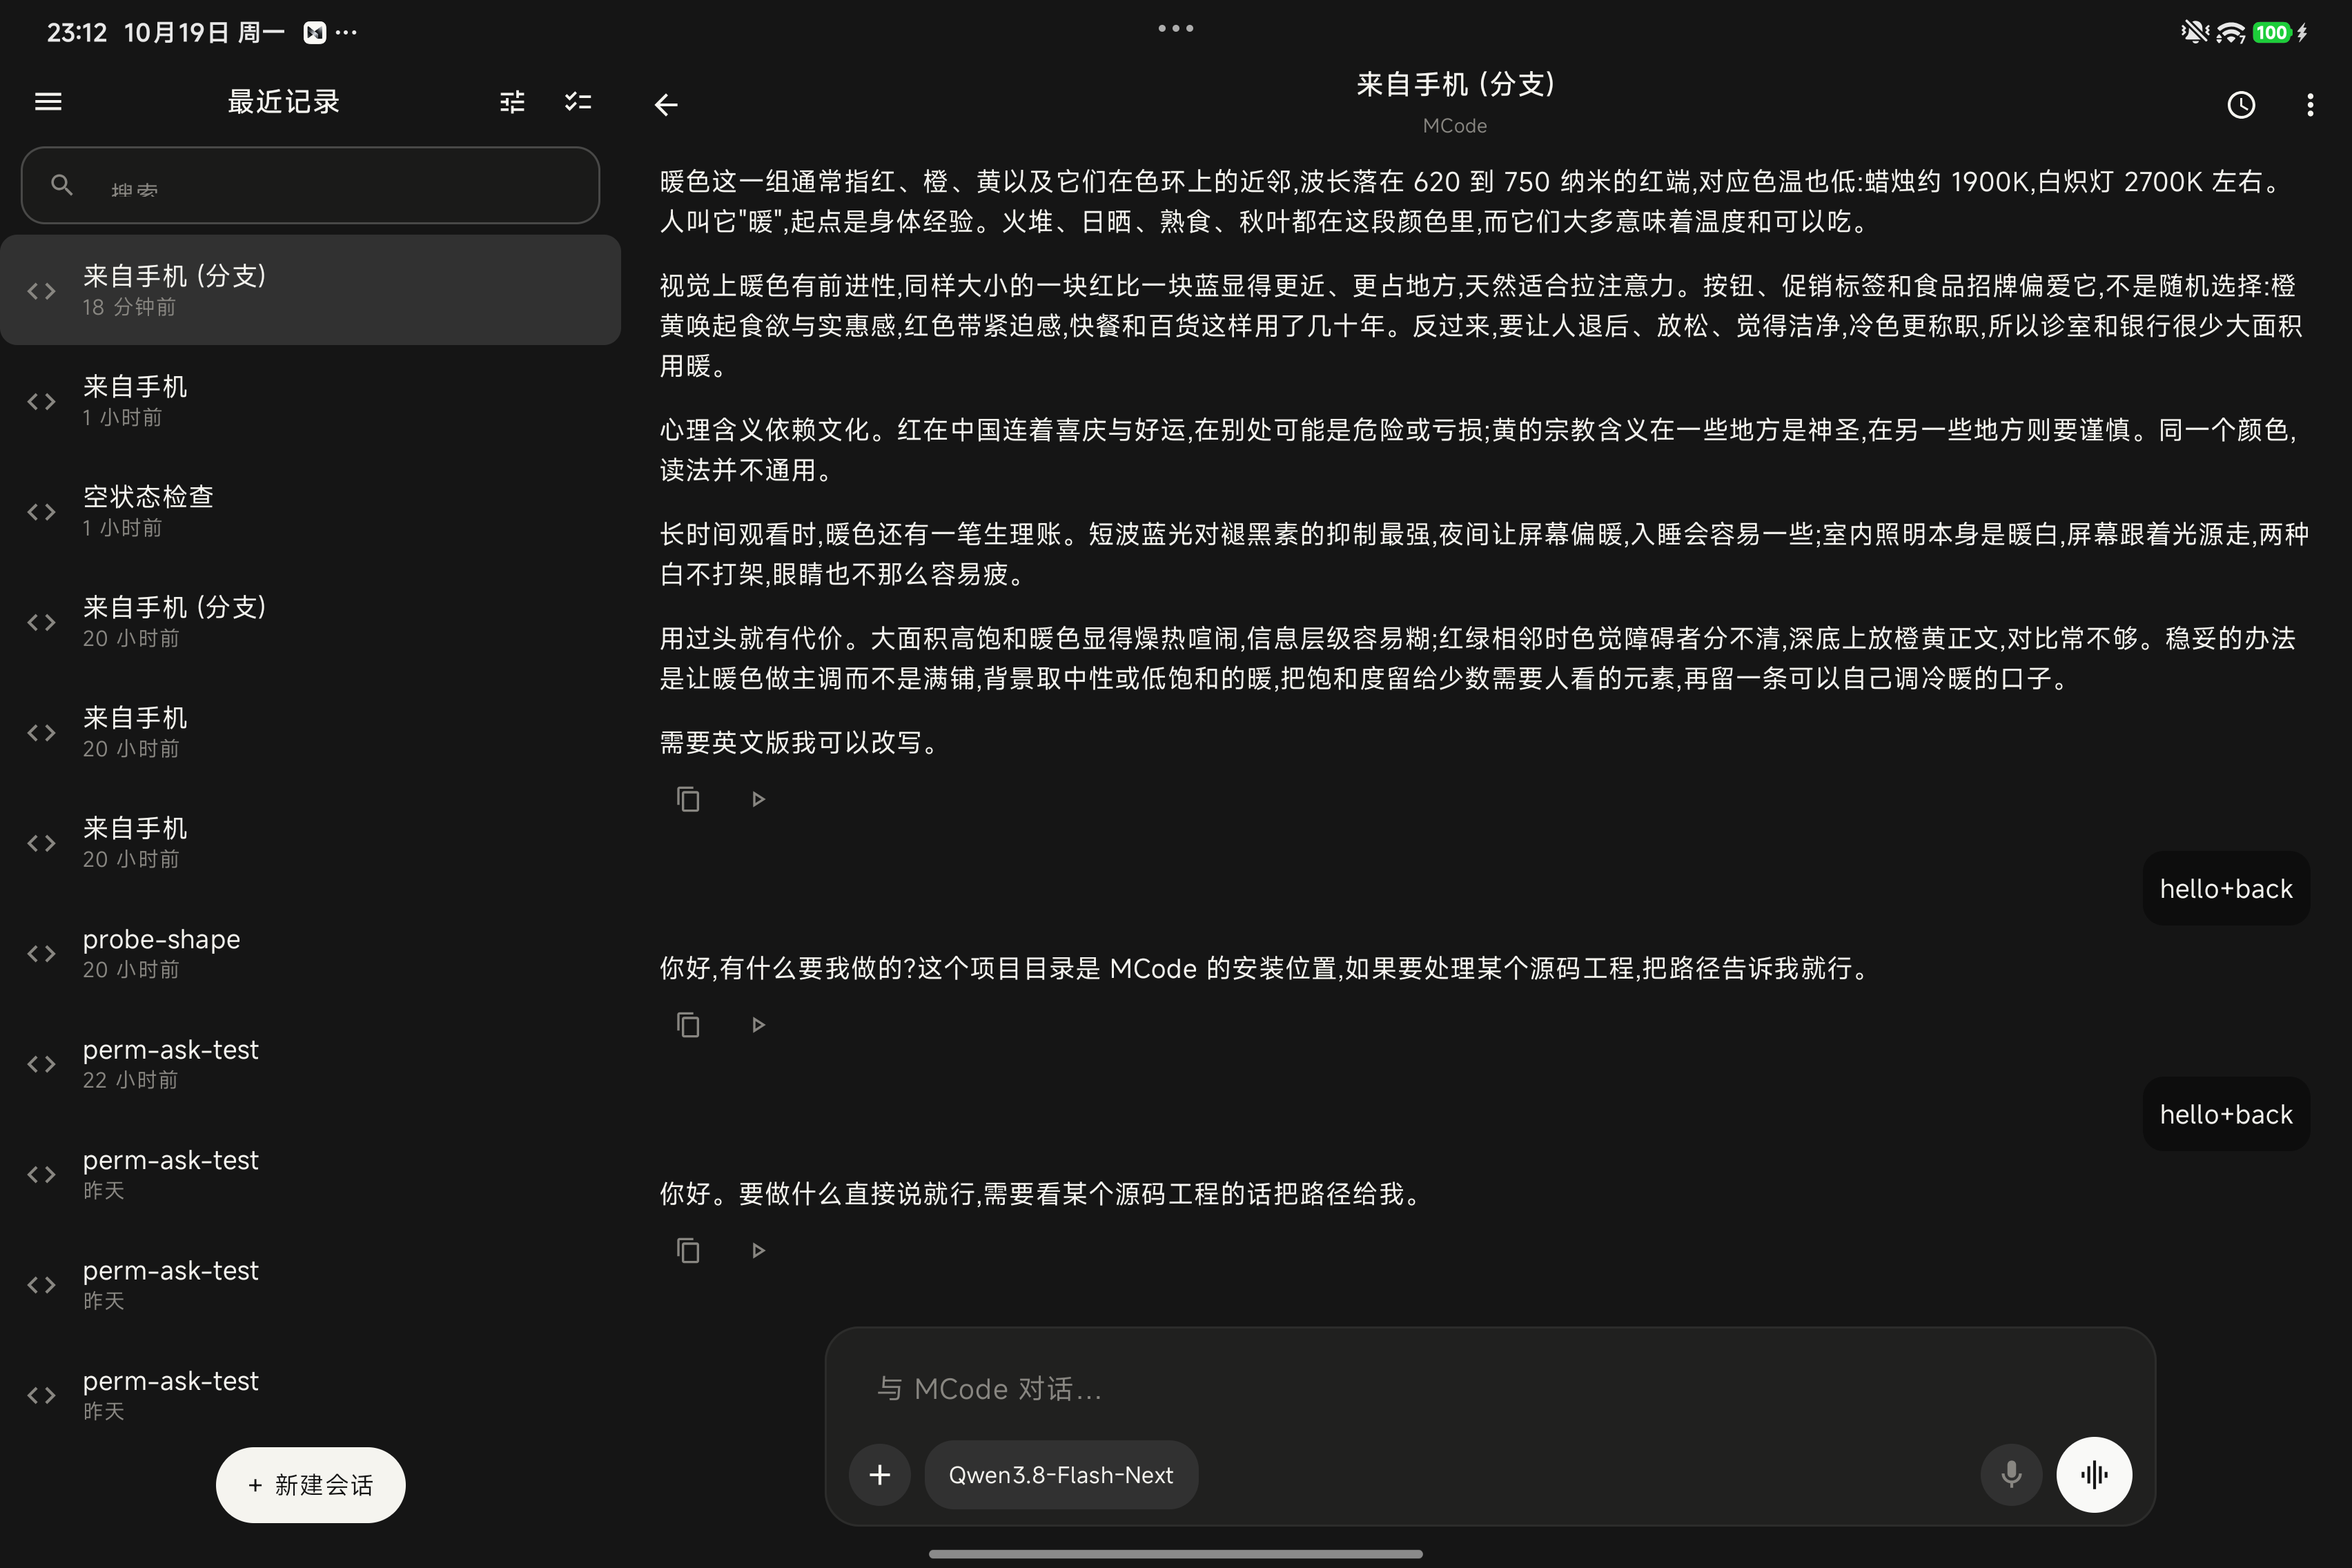 23:12 10月19日 周一
100
最近记录
搜索
来自手机 (分支)
18 分钟前
来自手机
1 小时前
空状态检查
1 小时前
来自手机 (分支)
20 小时前
来自手机
20 小时前
来自手机
20 小时前
probe-shape
20 小时前
perm-ask-test
22 小时前
perm-ask-test
昨天
perm-ask-test
昨天
perm-ask-test
昨天
+ 新建会话
来自手机 (分支)
MCode
暖色这一组通常指红、橙、黄以及它们在色环上的近邻,波长落在 620 到 750 纳米的红端,对应色温也低:蜡烛约 1900K,白炽灯 2700K 左右。
人叫它"暖",起点是身体经验。火堆、日晒、熟食、秋叶都在这段颜色里,而它们大多意味着温度和可以吃。
视觉上暖色有前进性,同样大小的一块红比一块蓝显得更近、更占地方,天然适合拉注意力。按钮、促销标签和食品招牌偏爱它,不是随机选择:橙
黄唤起食欲与实惠感,红色带紧迫感,快餐和百货这样用了几十年。反过来,要让人退后、放松、觉得洁净,冷色更称职,所以诊室和银行很少大面积
用暖。
心理含义依赖文化。红在中国连着喜庆与好运,在别处可能是危险或亏损;黄的宗教含义在一些地方是神圣,在另一些地方则要谨慎。同一个颜色,
读法并不通用。
长时间观看时,暖色还有一笔生理账。短波蓝光对褪黑素的抑制最强,夜间让屏幕偏暖,入睡会容易一些;室内照明本身是暖白,屏幕跟着光源走,两种
白不打架,眼睛也不那么容易疲。
用过头就有代价。大面积高饱和暖色显得燥热喧闹,信息层级容易糊;红绿相邻时色觉障碍者分不清,深底上放橙黄正文,对比常不够。稳妥的办法
是让暖色做主调而不是满铺,背景取中性或低饱和的暖,把饱和度留给少数需要人看的元素,再留一条可以自己调冷暖的口子。
需要英文版我可以改写。
hello+back
你好,有什么要我做的?这个项目目录是 MCode 的安装位置,如果要处理某个源码工程,把路径告诉我就行。
hello+back
你好。要做什么直接说就行,需要看某个源码工程的话把路径给我。
与 MCode 对话...
Qwen3.8-Flash-Next